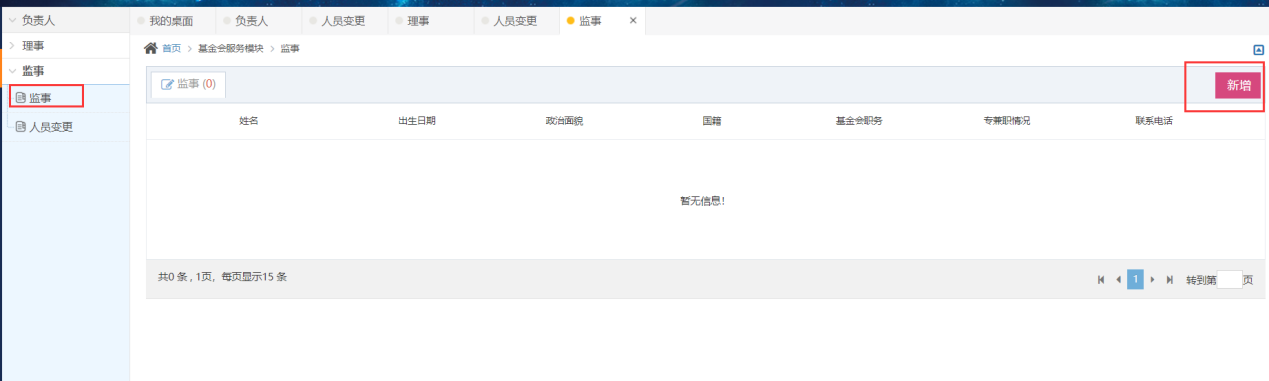 负责人
我的桌面 负责人 人员变更 理事 人员变更 监事 ×
理事
首页 > 基金会服务模块 > 监事
监事
监事 (0) 新增
监事
人员变更
姓名 出生日期 政治面貌 国籍 基金会职务 专兼职情况 联系电话
暂无信息!
共0 条 , 1页, 每页显示15 条 1 转到第 页